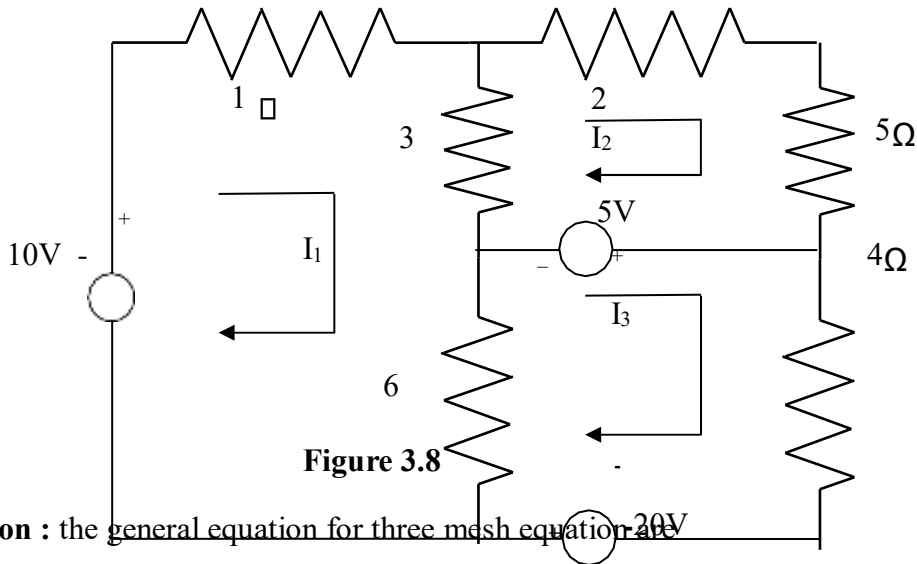 1 □
2
3
I2
5Ω
5V
+
10V -
I1
− +
4Ω
I3
6
Figure 3.8
-
on : the general equation for three mesh equation are
+ -20V